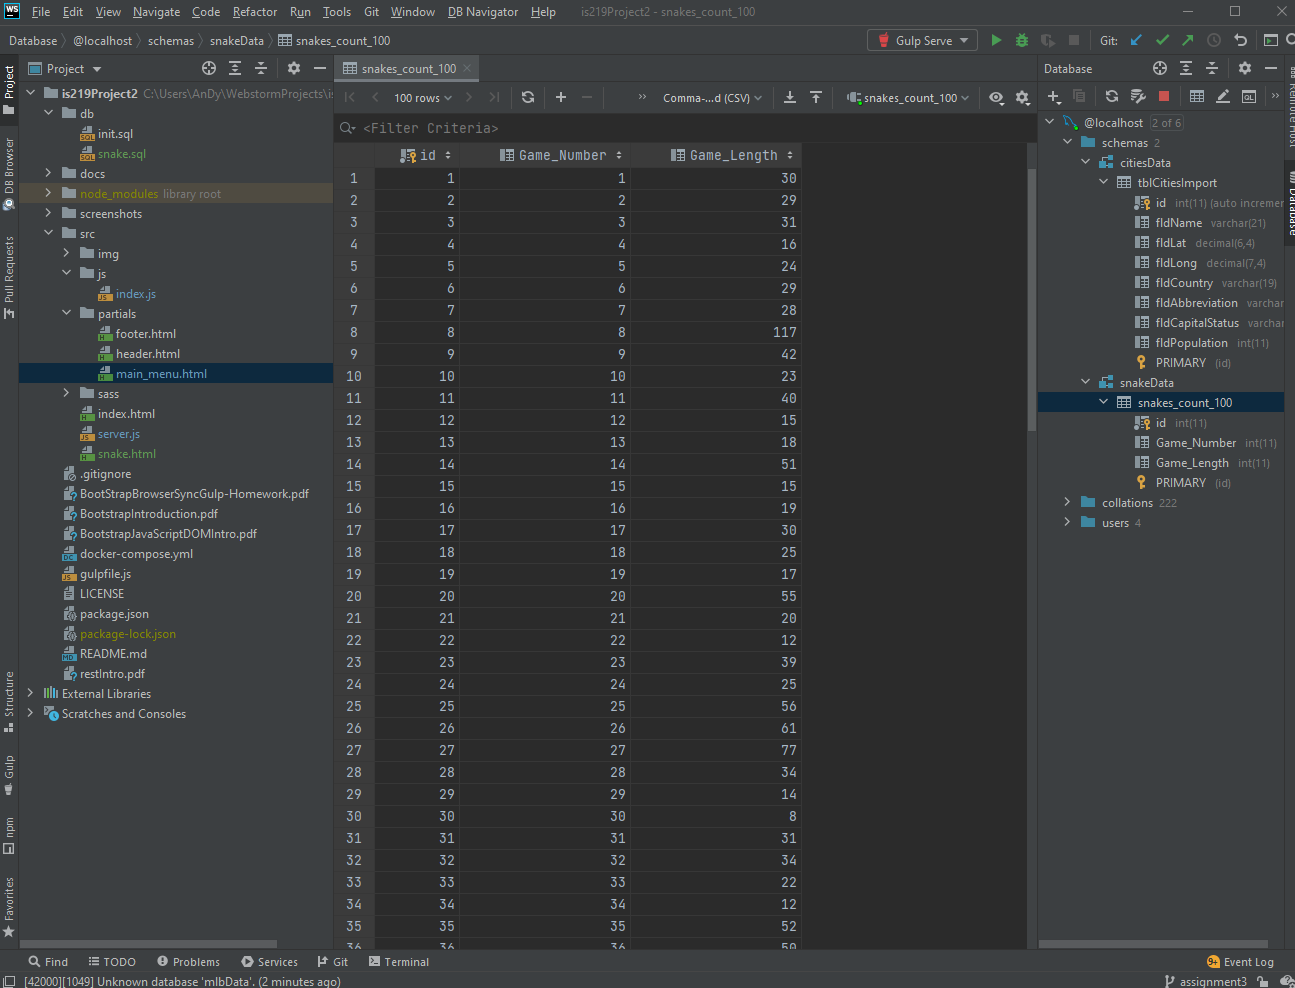 WS File Edit View Navigate Code Refactor Run Tools Git Window DB Navigator Help is219Project2 - snakes_count_100
Database @localhost schemas snakeData snakes_count_100 Gulp Serve Git:
Project
snakes_count_100
Database
is219Project2 C:\Users\AnDy\WebstormProjects\is
db
init.sql
snake.sql
docs
node_modules library root
screenshots
src
img
js
index.js
partials
footer.html
header.html
main_menu.html
sass
index.html
server.js
snake.html
.gitignore
BootStrapBrowserSyncGulp-Homework.pdf
BootstrapIntroduction.pdf
BootstrapJavaScriptDOMIntro.pdf
docker-compose.yml
gulpfile.js
LICENSE
package.json
package-lock.json
README.md
restIntro.pdf
External Libraries
Scratches and Consoles
Project
DB Browser
Pull Requests
Structure
Gulp
npm
Favorites
100 rows Comma-...d (CSV) snakes_count_100
<Filter Criteria>
id Game_Number Game_Length
1 1 1 30
2 2 2 29
3 3 3 31
4 4 4 16
5 5 5 24
6 6 6 29
7 7 7 28
8 8 8 117
9 9 9 42
10 10 10 23
11 11 11 40
12 12 12 15
13 13 13 18
14 14 14 51
15 15 15 15
16 16 16 19
17 17 17 30
18 18 18 25
19 19 19 17
20 20 20 55
21 21 21 20
22 22 22 12
23 23 23 39
24 24 24 25
25 25 25 56
26 26 26 61
27 27 27 77
28 28 28 34
29 29 29 14
30 30 30 8
31 31 31 31
32 32 32 34
33 33 33 22
34 34 34 12
35 35 35 52
36 36 36 50
@localhost 2 of 6
schemas 2
citiesData
tblCitiesImport
id int(11) (auto incremen
fldName varchar(21)
fldLat decimal(6,4)
fldLong decimal(7,4)
fldCountry varchar(19)
fldAbbreviation varchar
fldCapitalStatus varchar
fldPopulation int(11)
PRIMARY (id)
snakeData
snakes_count_100
id int(11)
Game_Number int(11)
Game_Length int(11)
PRIMARY (id)
collations 222
users 4
Remote Host
Database
Find TODO Problems Services Git Terminal 9+ Event Log
[42000][1049] Unknown database 'mlbData'. (2 minutes ago) assignment3